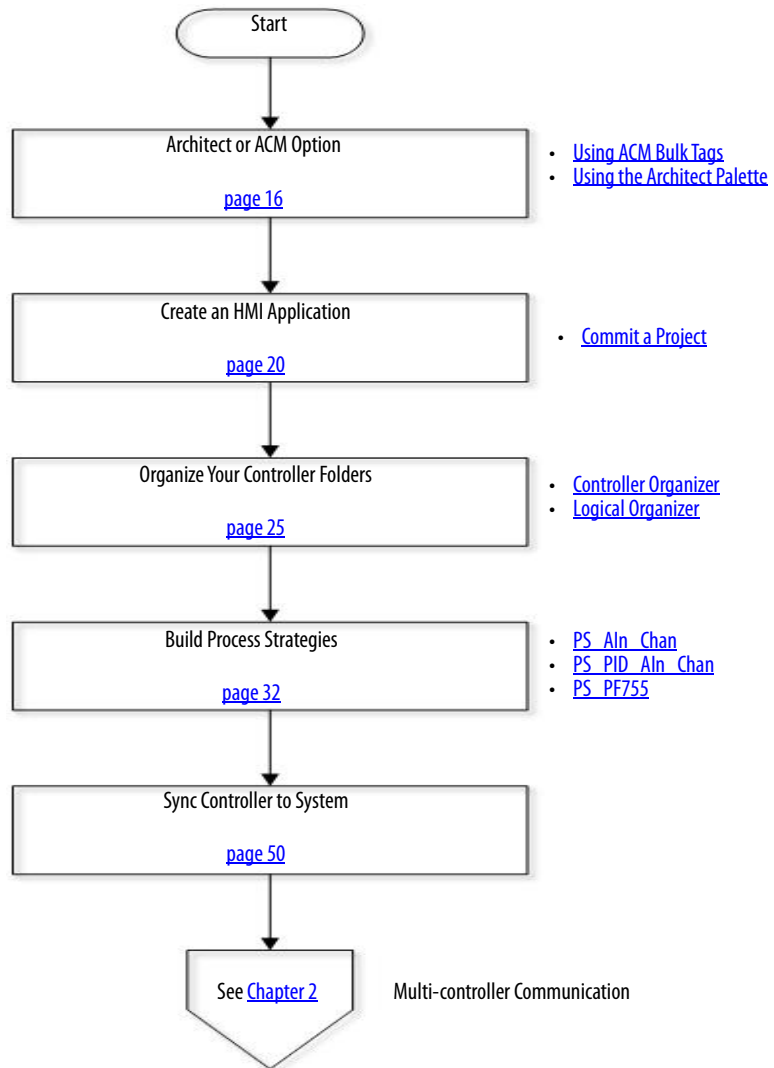 Start
Architect or ACM Option
page 16
• Using ACM Bulk Tags
• Using the Architect Palette
Create an HMI Application
page 20
• Commit a Project
Organize Your Controller Folders
page 25
• Controller Organizer
• Logical Organizer
Build Process Strategies
page 32
• PS_AIn_Chan
• PS_PID_AIn_Chan
• PS_PF755
Sync Controller to System
page 50
See Chapter 2
Multi-controller Communication